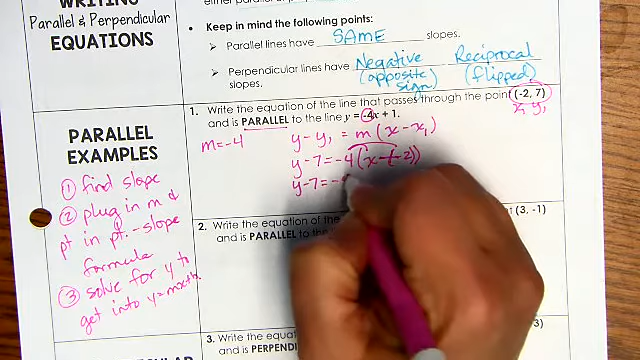 WRITING
Parallel & Perpendicular
EQUATIONS
• Keep in mind the following points:
➢ Parallel lines have SAME slopes.
➢ Perpendicular lines have Negative (opposite sign) Reciprocal (flipped)
slopes.
PARALLEL
EXAMPLES
① find slope
② plug in m &
pt in pt.-slope
formula
③ solve for y to
get into y=mx+b.
1. Write the equation of the line that passes through the point (-2, 7)
x₁ y₁
and is PARALLEL to the line y = -4x + 1.
m=-4
y-y₁ = m(x-x₁)
y-7=-4(x-(-2))
y-7=-
2. Write the equation of the (3, -1)
and is PARALLEL to the
3. Write the equation 3)
and is